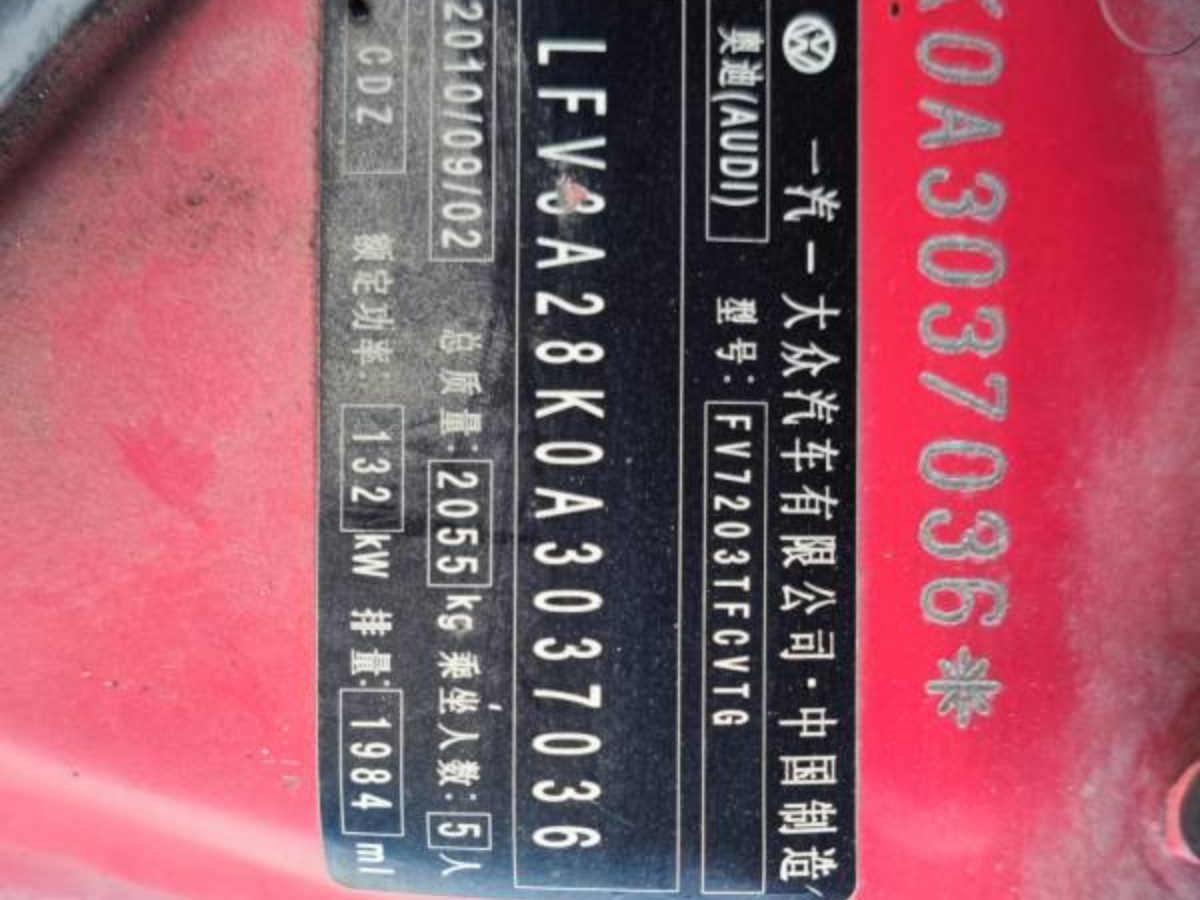 K0A3037036*
一汽一大众汽车有限公司·中国制造
奥迪(AUDI) 型号: FV7203TFCVTG
LFV3A28K0A3037036
2010/09/02 总质量: 2055 kg 乘坐人数: 5 人
CDZ 额定功率: 132 kW 排量: 1984 ml